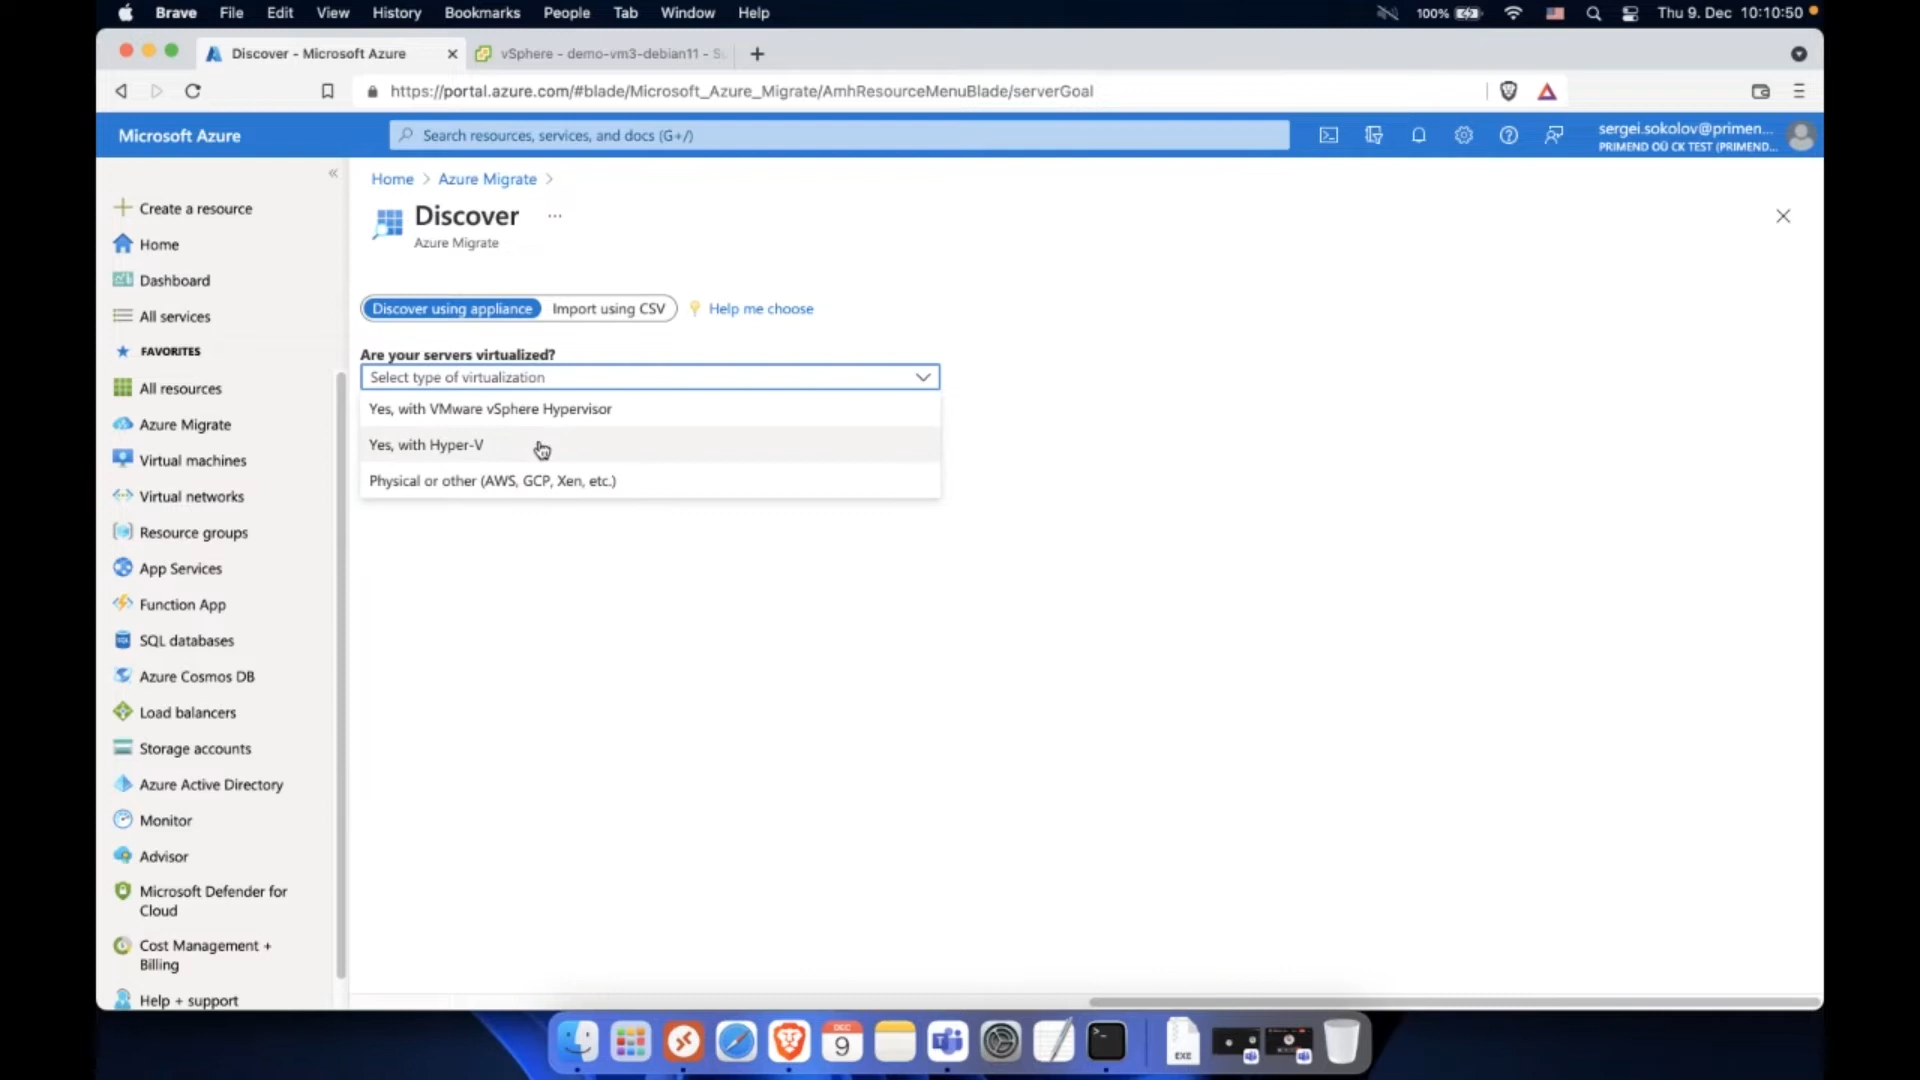 Brave File Edit View History Bookmarks People Tab Window Help
100% Thu 9. Dec 10:10:50
Discover - Microsoft Azure
vSphere - demo-vm3-debian11 - S
https://portal.azure.com/#blade/Microsoft_Azure_Migrate/AmhResourceMenuBlade/serverGoal
Microsoft Azure
Search resources, services, and docs (G+/)
sergei.sokolov@primen...
PRIMEND OÜ CK TEST (PRIMEND...
Home > Azure Migrate >
Discover ...
Azure Migrate
Create a resource
Home
Dashboard
All services
FAVORITES
All resources
Azure Migrate
Virtual machines
Virtual networks
Resource groups
App Services
Function App
SQL databases
Azure Cosmos DB
Load balancers
Storage accounts
Azure Active Directory
Monitor
Advisor
Microsoft Defender for
Cloud
Cost Management +
Billing
Help + support
Discover using appliance
Import using CSV
Help me choose
Are your servers virtualized?
Select type of virtualization
Yes, with VMware vSphere Hypervisor
Yes, with Hyper-V
Physical or other (AWS, GCP, Xen, etc.)
DEC
9
EXE